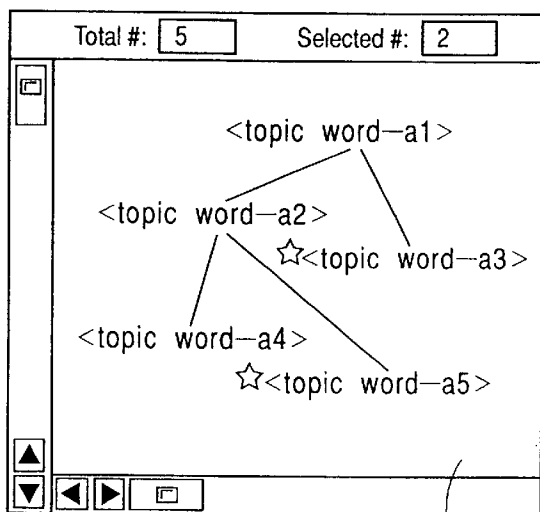 Total #: 5 Selected #: 2
<topic word—a1>
<topic word—a2>
☆<topic word—a3>
<topic word—a4>
☆<topic word—a5>